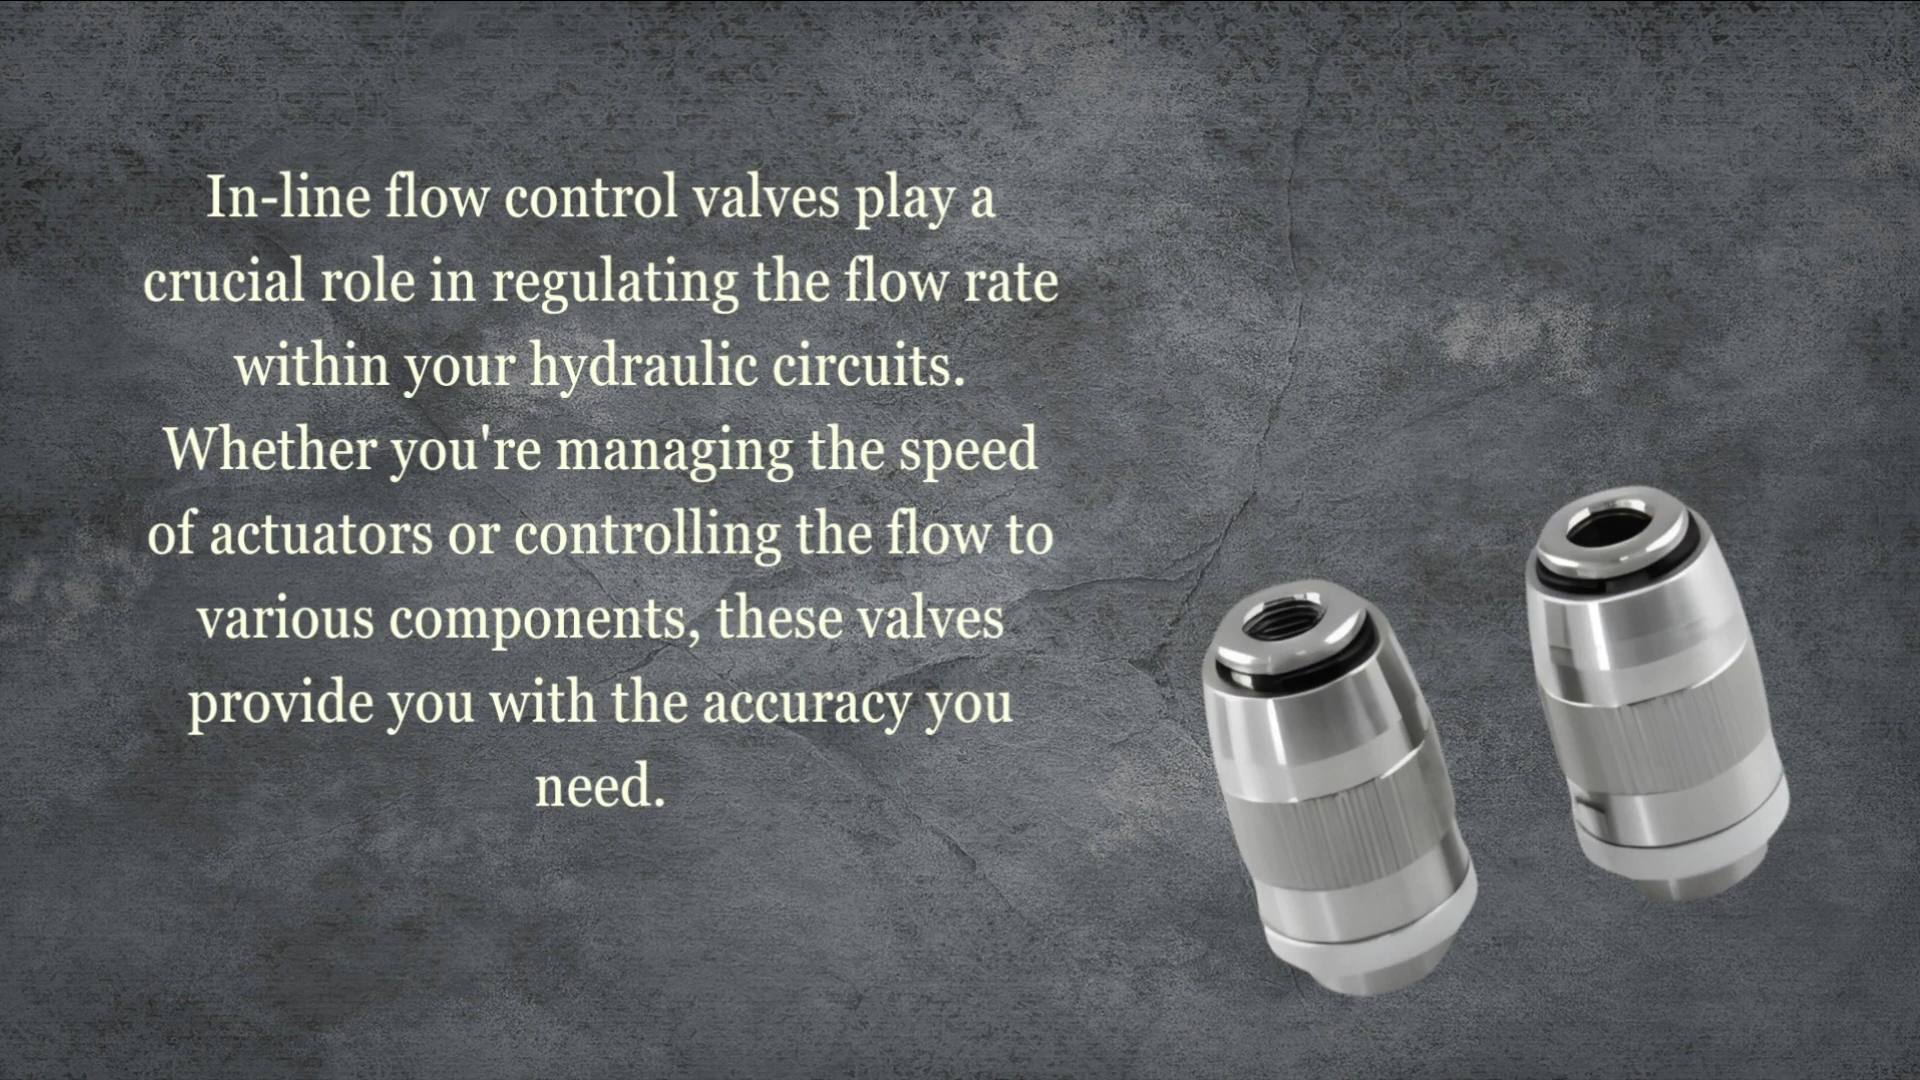 In-line flow control valves play a
crucial role in regulating the flow rate
within your hydraulic circuits.
Whether you're managing the speed
of actuators or controlling the flow to
various components, these valves
provide you with the accuracy you
need.